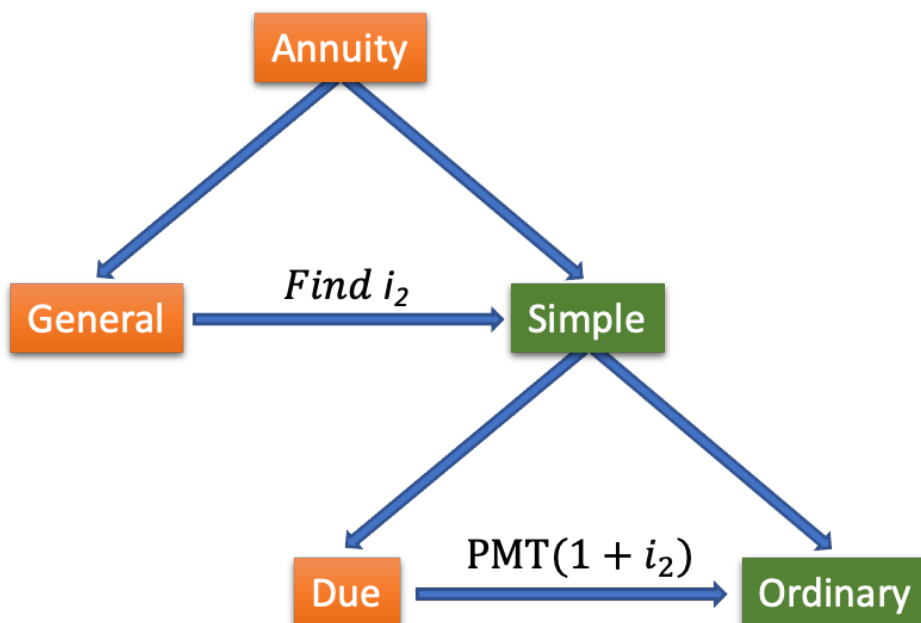 Annuity
Find i₂
General
Simple
PMT(1 + i₂)
Due
Ordinary